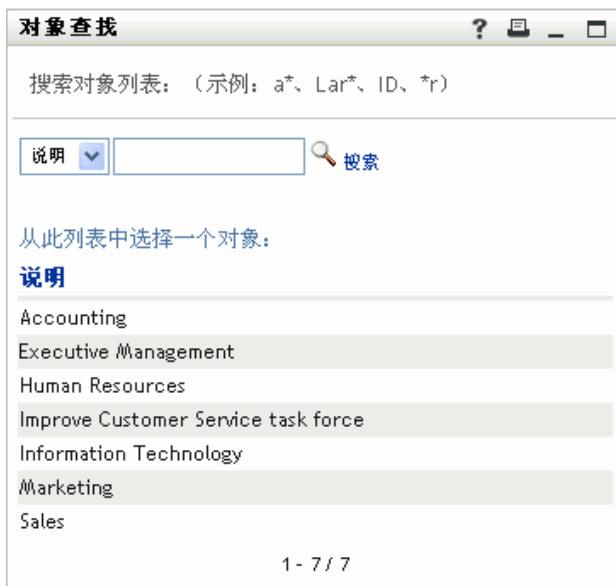 对象查找 ?
搜索对象列表：（示例：a*、Lar*、ID、*r）
说明 搜索
从此列表中选择一个对象：
说明
Accounting
Executive Management
Human Resources
Improve Customer Service task force
Information Technology
Marketing
Sales
1 - 7 / 7